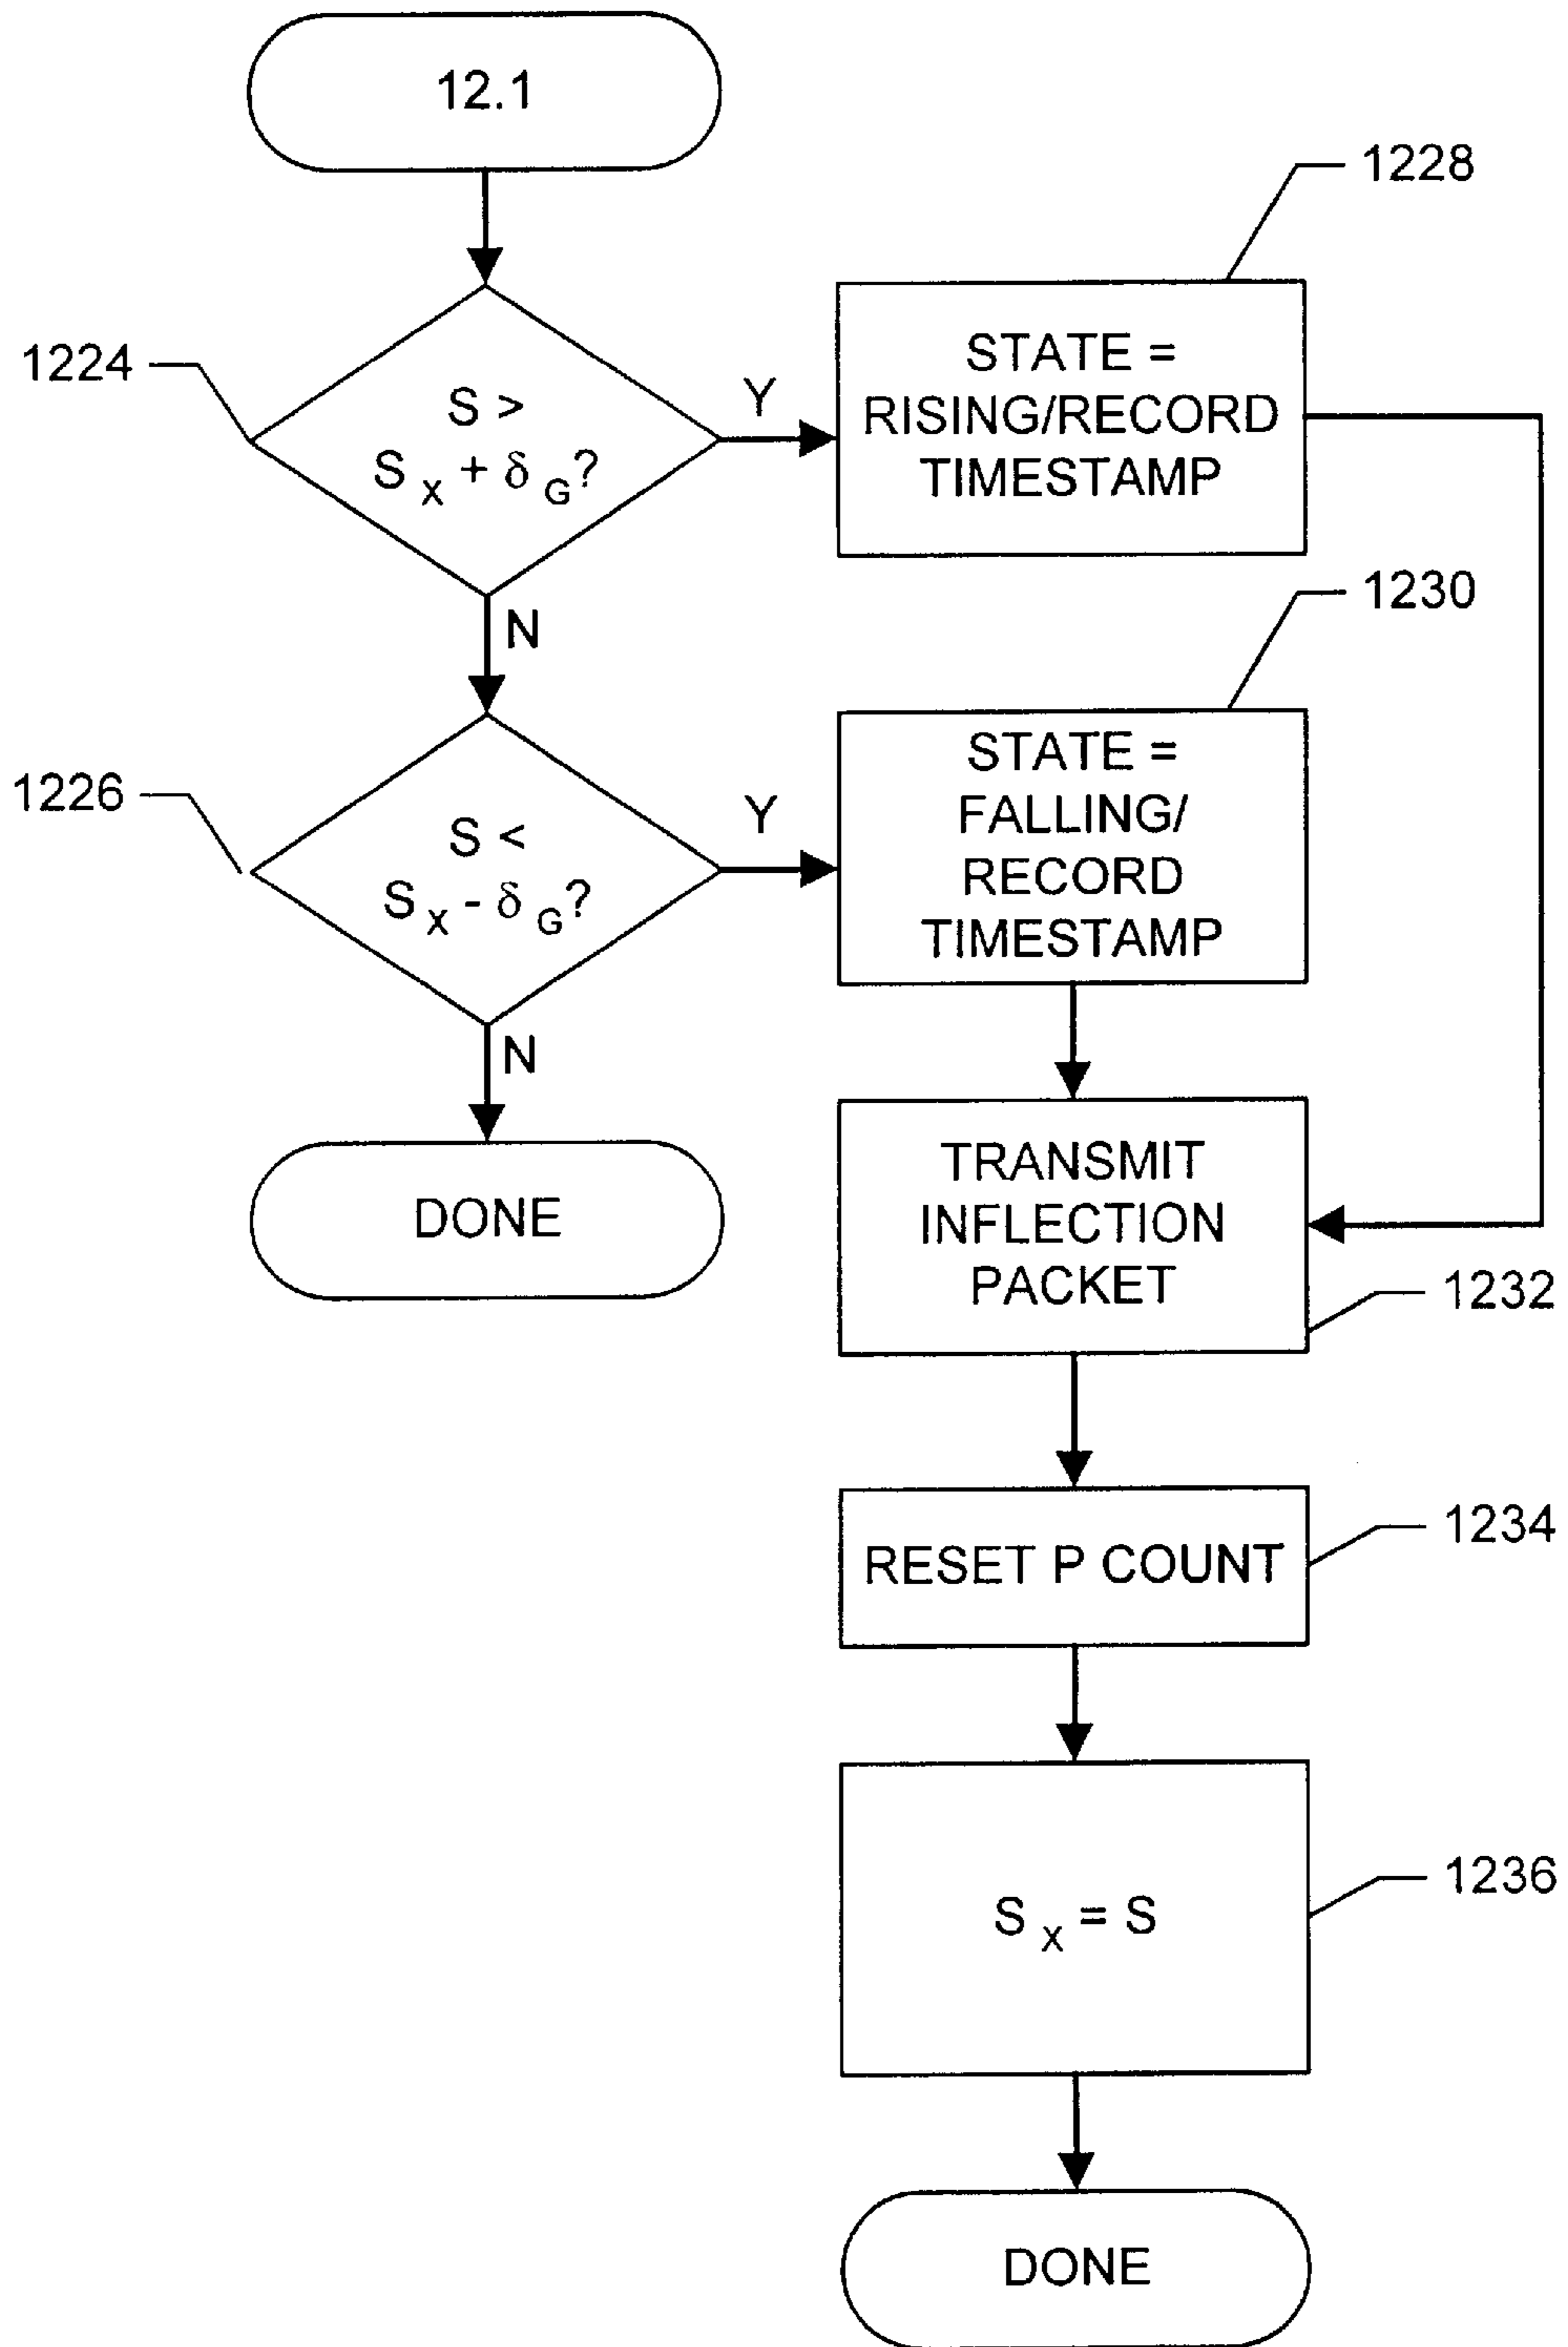 12.1
1228
1224
S >
S X + δ G?
Y
STATE =
RISING/RECORD
TIMESTAMP
N
1230
1226
S <
S X - δ G?
Y
STATE =
FALLING/
RECORD
TIMESTAMP
N
DONE
TRANSMIT
INFLECTION
PACKET
1232
RESET P COUNT
1234
S X = S
1236
DONE